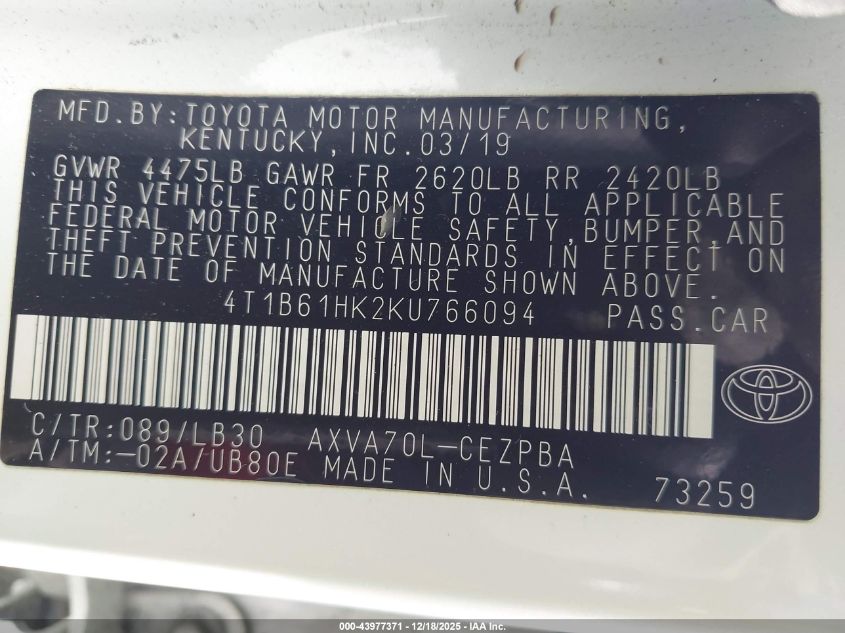 MFD.BY:TOYOTA MOTOR MANUFACTURING,
KENTUCKY,INC.03/19
GVWR 4475LB GAWR FR 2620LB RR 2420LB
THIS VEHICLE CONFORMS TO ALL APPLICABLE
FEDERAL MOTOR VEHICLE SAFETY,BUMPER,AND
THEFT PREVENTION STANDARDS IN EFFECT ON
THE DATE OF MANUFACTURE SHOWN ABOVE.
4T1B61HK2KU766094 PASS.CAR
C/TR:089/LB30 AXVA70L-CEZPBA
A/TM:-02A/UB80E MADE IN U.S.A. 73259
000-43977371 | 12/18/2025 - IAA Inc.